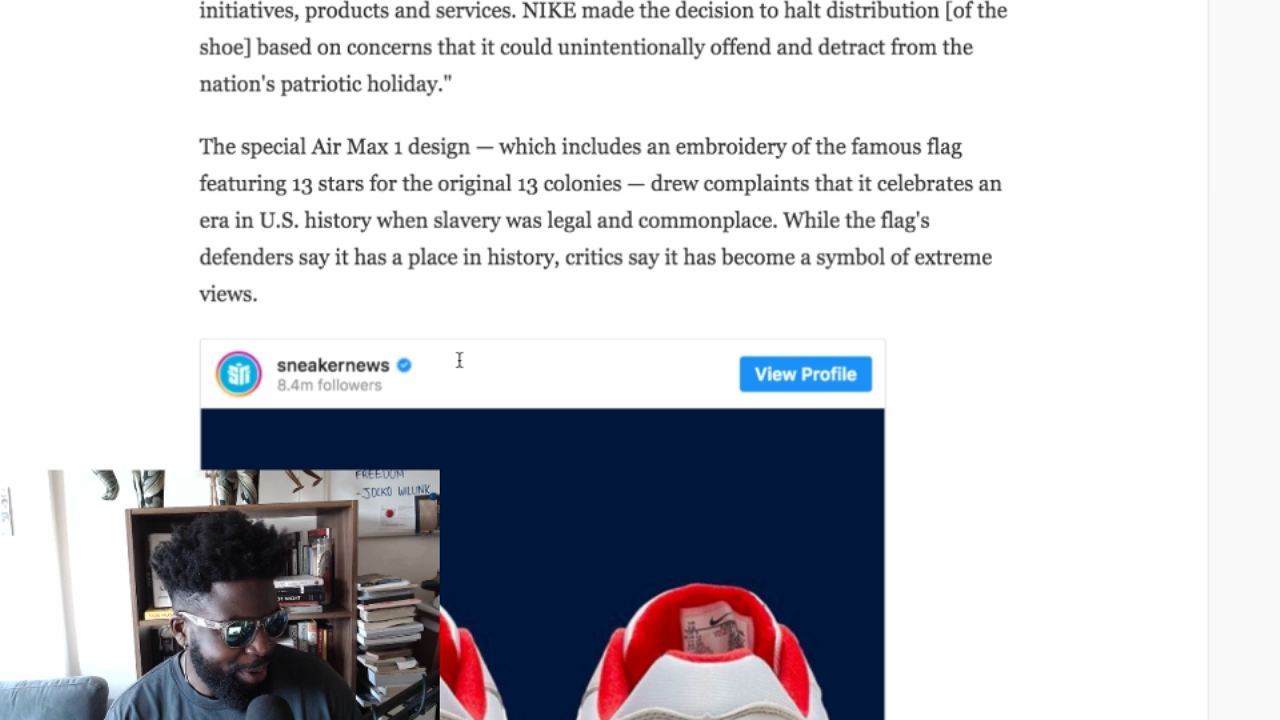 initiatives, products and services. NIKE made the decision to halt distribution [of the
shoe] based on concerns that it could unintentionally offend and detract from the
nation's patriotic holiday."
The special Air Max 1 design — which includes an embroidery of the famous flag
featuring 13 stars for the original 13 colonies — drew complaints that it celebrates an
era in U.S. history when slavery was legal and commonplace. While the flag's
defenders say it has a place in history, critics say it has become a symbol of extreme
views.
sn
sneakernews
8.4m followers
View Profile
FREEDOM
-JOCKO WILLINK